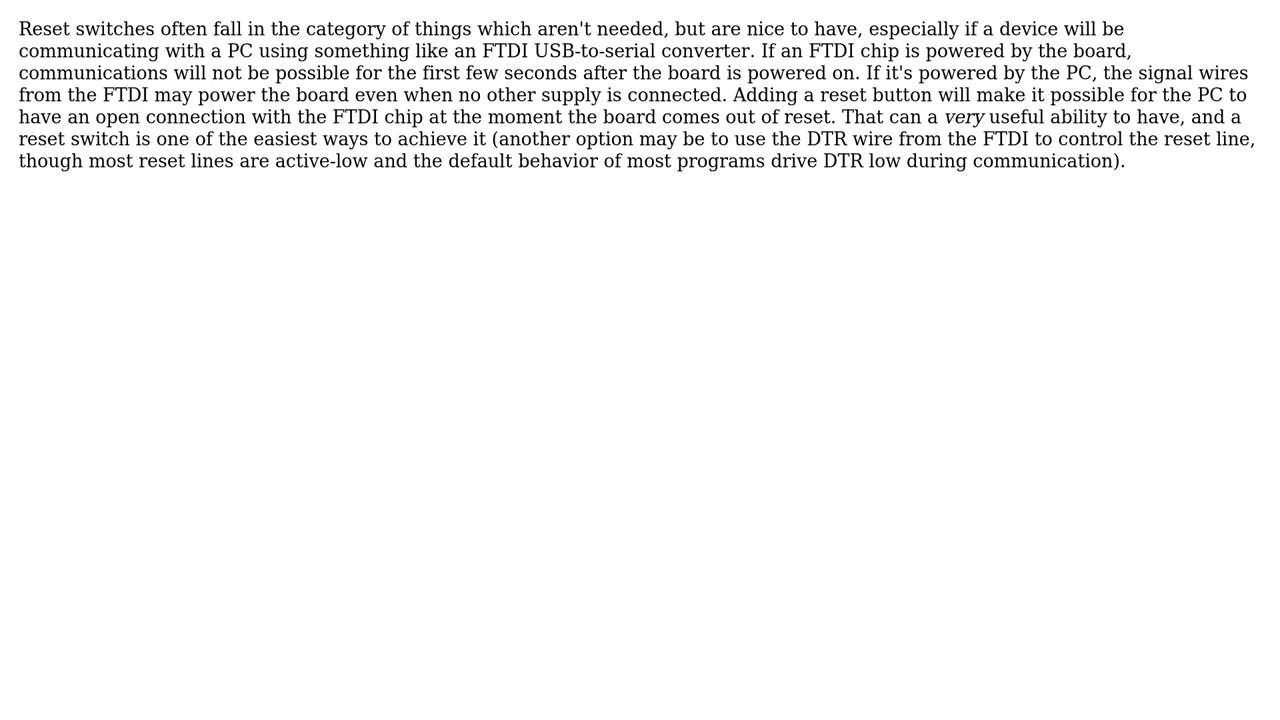 Reset switches often fall in the category of things which aren't needed, but are nice to have, especially if a device will be
communicating with a PC using something like an FTDI USB-to-serial converter. If an FTDI chip is powered by the board,
communications will not be possible for the first few seconds after the board is powered on. If it's powered by the PC, the signal wires
from the FTDI may power the board even when no other supply is connected. Adding a reset button will make it possible for the PC to
have an open connection with the FTDI chip at the moment the board comes out of reset. That can a very useful ability to have, and a
reset switch is one of the easiest ways to achieve it (another option may be to use the DTR wire from the FTDI to control the reset line,
though most reset lines are active-low and the default behavior of most programs drive DTR low during communication).